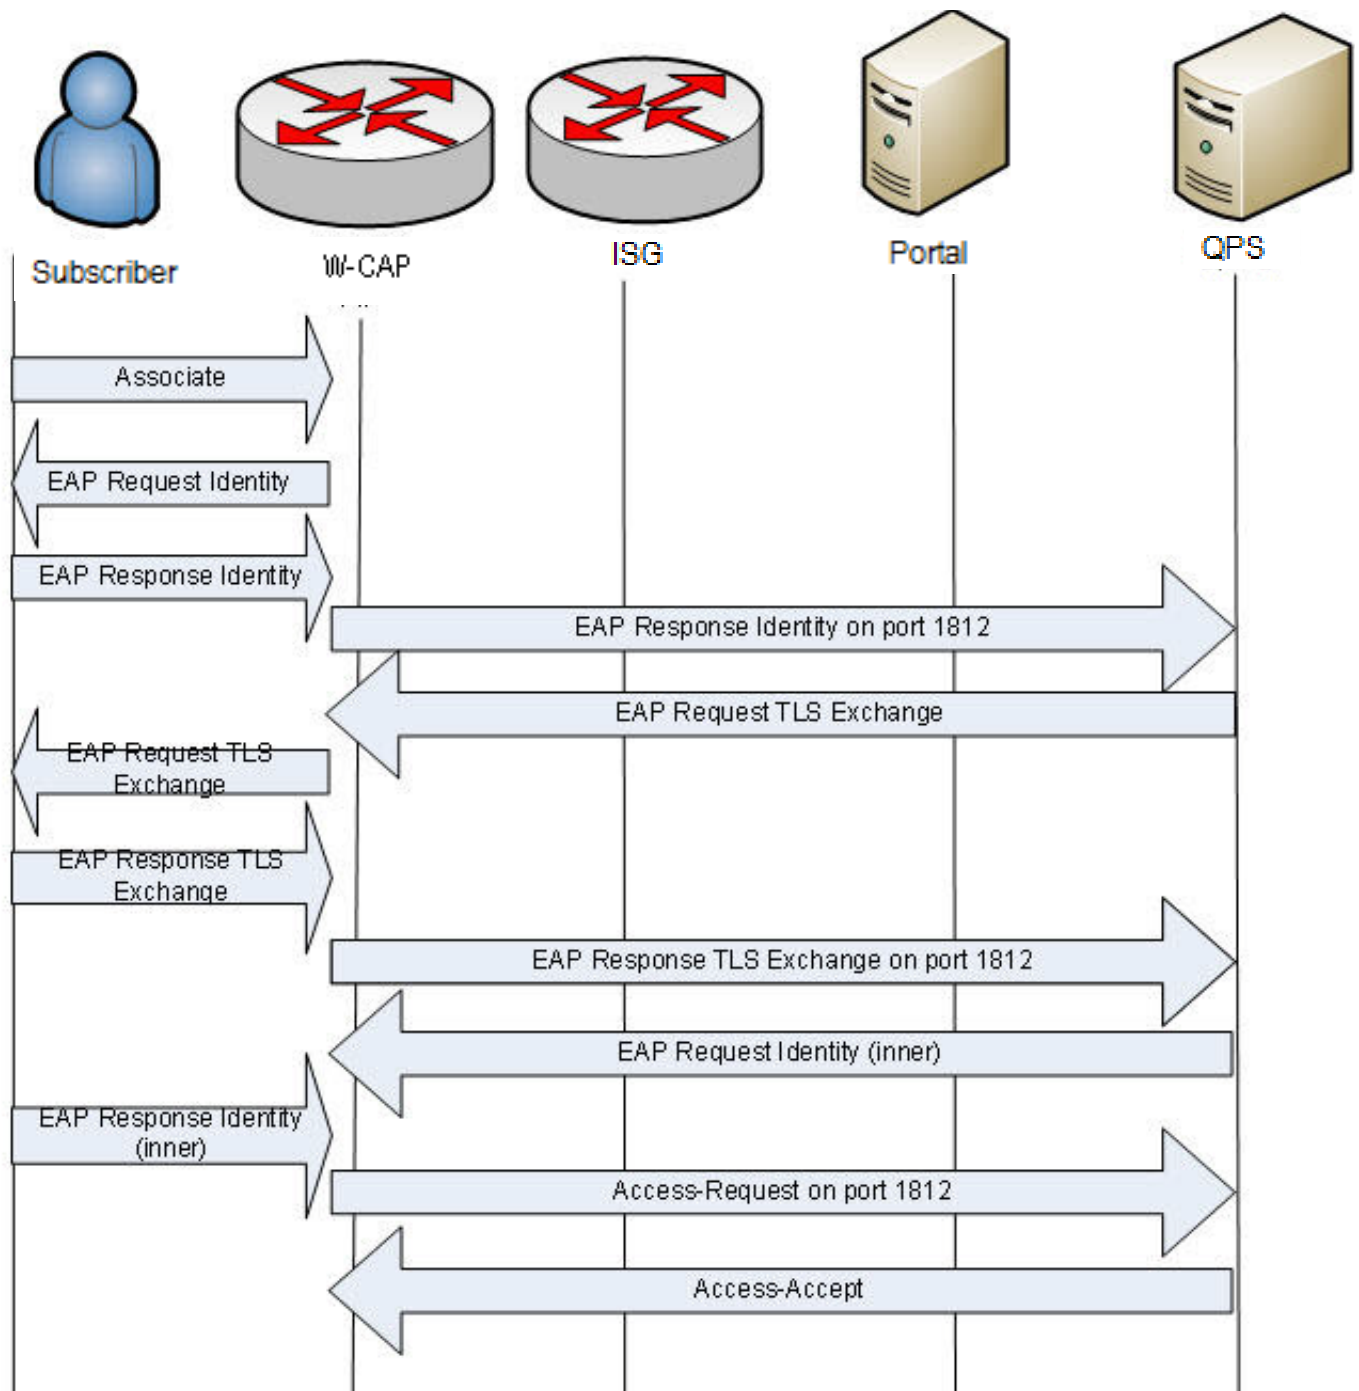 Subscriber
W-CAP
ISG
Portal
QPS
Associate
EAP Request Identity
EAP Response Identity
EAP Response Identity on port 1812
EAP Request TLS Exchange
EAP Request TLS
Exchange
EAP Response TLS
Exchange
EAP Response TLS Exchange on port 1812
EAP Request Identity (inner)
EAP Response Identity
(inner)
Access-Request on port 1812
Access-Accept